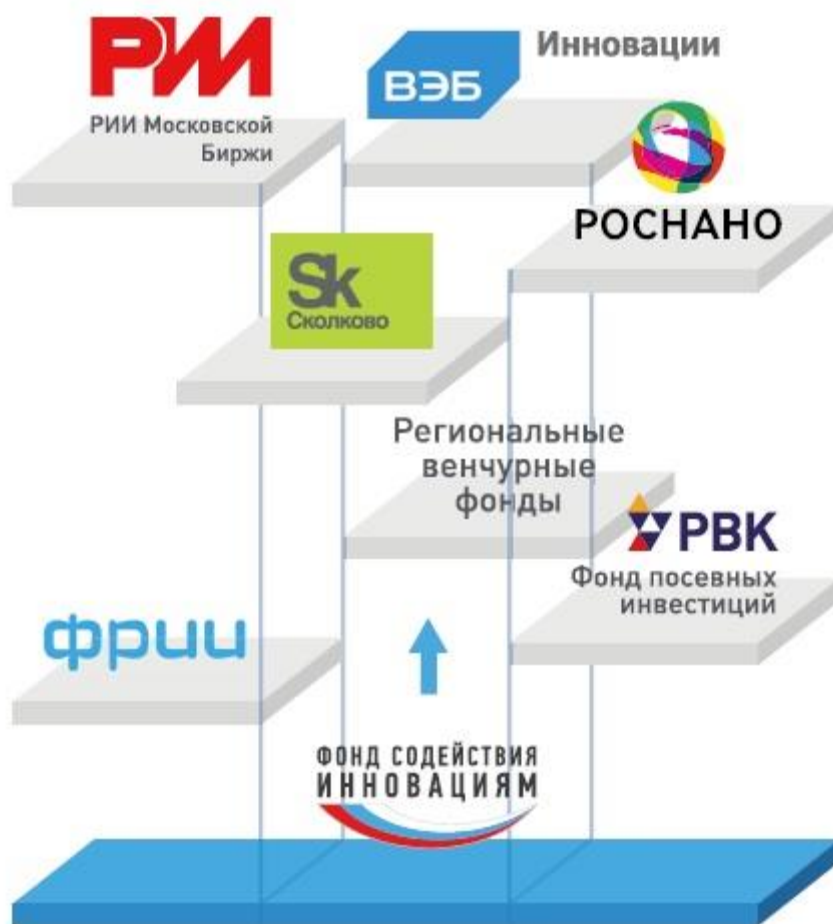 РИИ
РИИ Московской
Биржи
ВЭБ
Инновации
РОСНАНО
Sk
Сколково
Региональные
венчурные
фонды
РВК
Фонд посевных
инвестиций
фрии
ФОНД СОДЕЙСТВИЯ
ИННОВАЦИЯМ